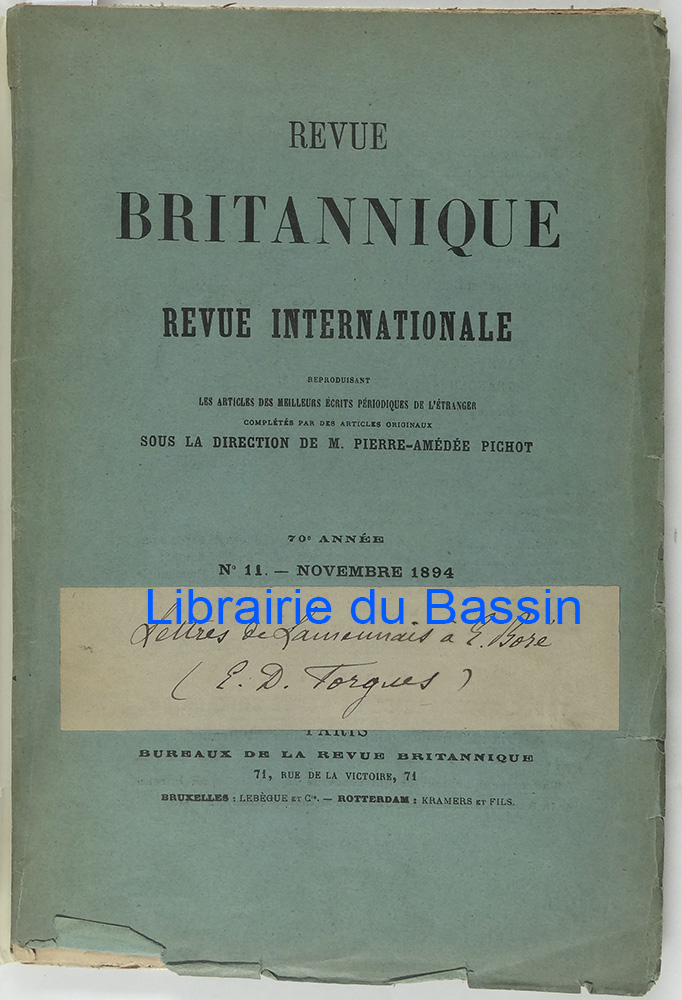 REVUE
BRITANNIQUE
REVUE INTERNATIONALE
REPRODUISANT
LES ARTICLES DES MEILLEURS ÉCRITS PÉRIODIQUES DE L'ÉTRANGER
COMPLÉTÉS PAR DES ARTICLES ORIGINAUX
SOUS LA DIRECTION DE M. PIERRE-AMÉDÉE PICHOT
70e ANNÉE
No 11. — NOVEMBRE 1894
Librairie du Bassin
Lettres de Lamennais à E. Boré
( E. D. Forgues )
PARIS
BUREAUX DE LA REVUE BRITANNIQUE
71, RUE DE LA VICTOIRE, 71
BRUXELLES : LEBÈGUE ET Cie. — ROTTERDAM : KRAMERS ET FILS.